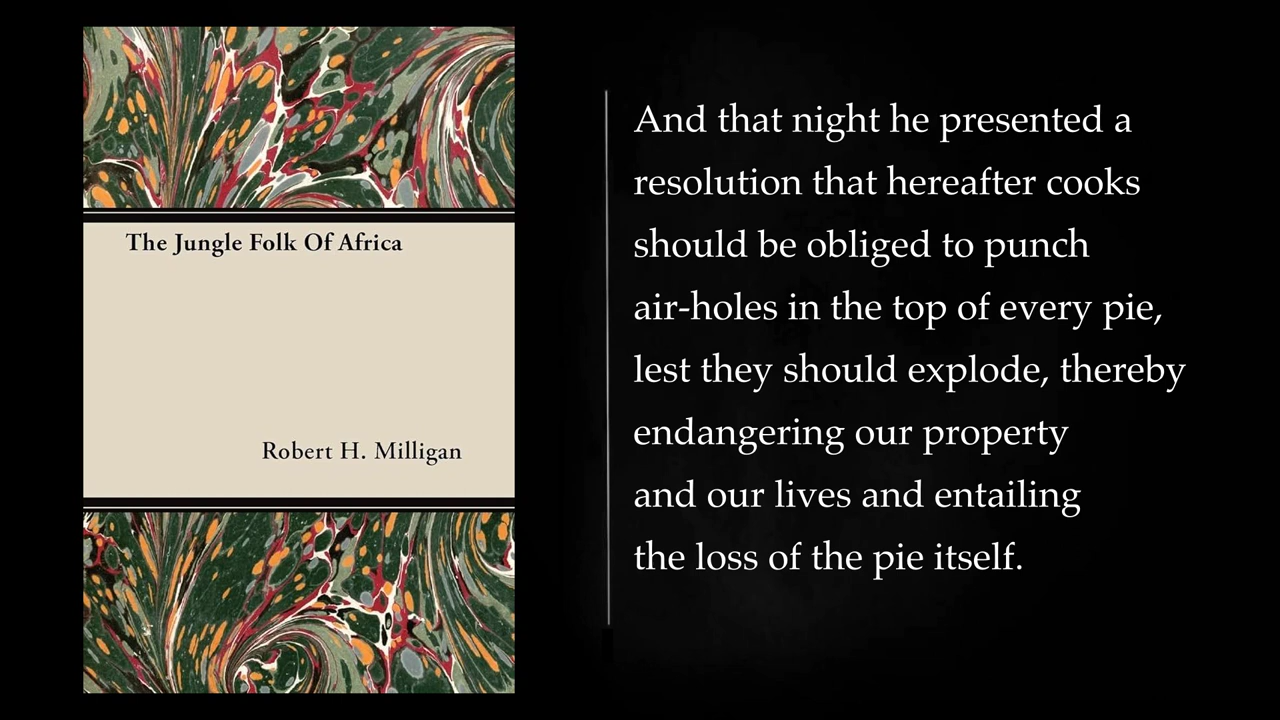 The Jungle Folk Of Africa
Robert H. Milligan
And that night he presented a
resolution that hereafter cooks
should be obliged to punch
air-holes in the top of every pie,
lest they should explode, thereby
endangering our property
and our lives and entailing
the loss of the pie itself.